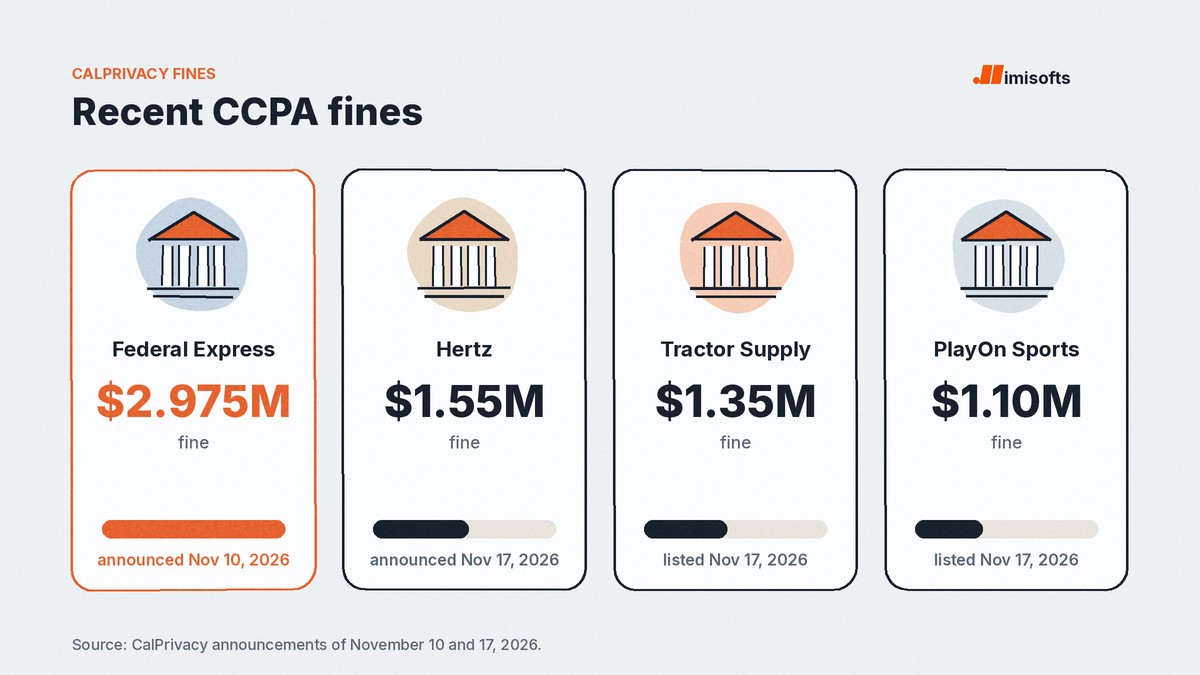 CALPRIVACY FINES
Recent CCPA fines
imisofts
Federal Express
$2.975M
fine
announced Nov 10, 2026
Hertz
$1.55M
fine
announced Nov 17, 2026
Tractor Supply
$1.35M
fine
listed Nov 17, 2026
PlayOn Sports
$1.10M
fine
listed Nov 17, 2026
Source: CalPrivacy announcements of November 10 and 17, 2026.